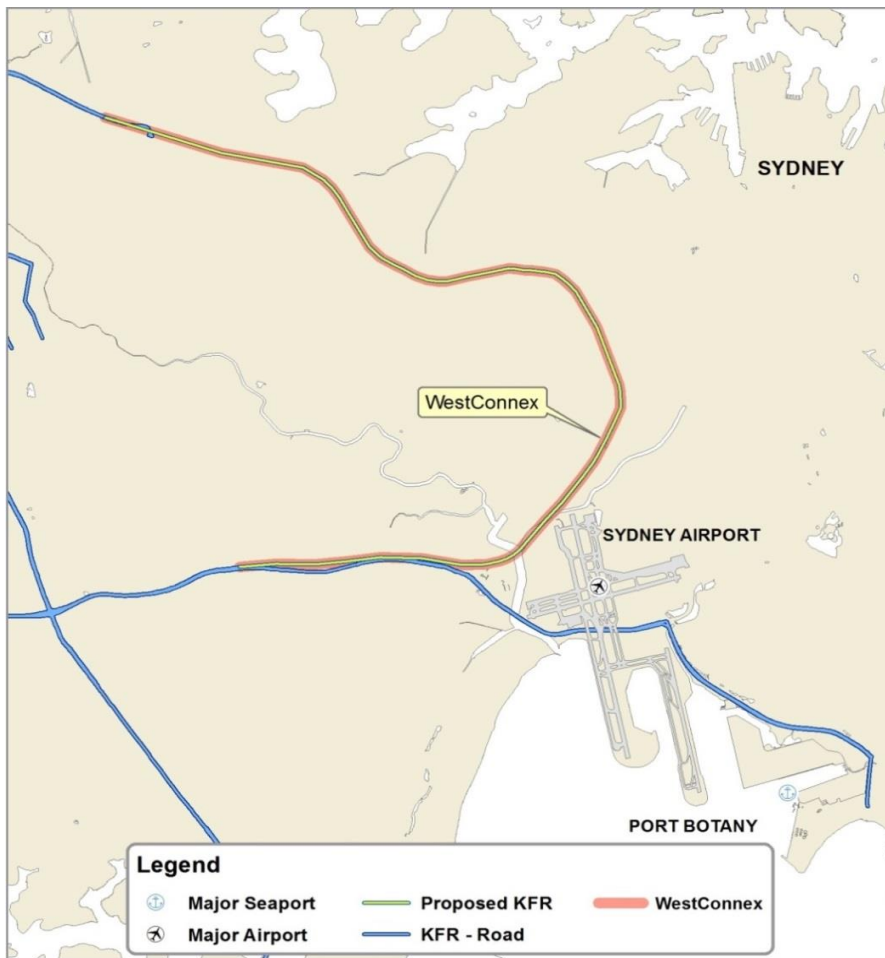 SYDNEY
WestConnex
SYDNEY AIRPORT
PORT BOTANY
Legend
Major Seaport
Proposed KFR
WestConnex
Major Airport
KFR - Road